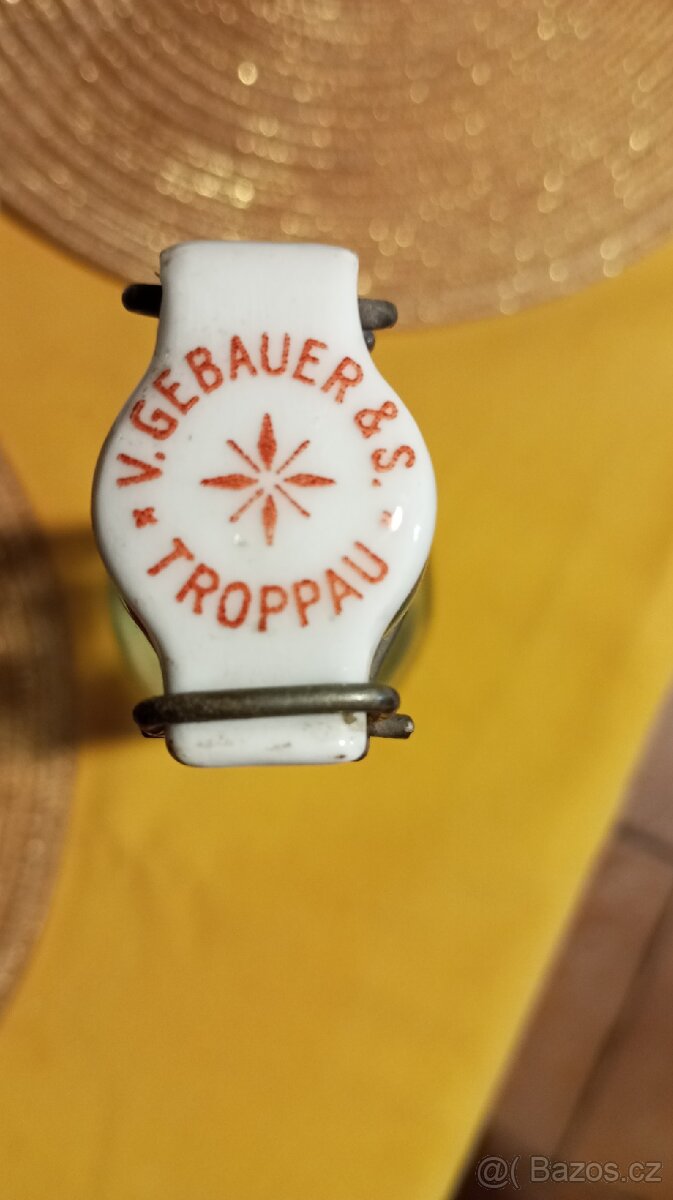 V. GEBAUER & S.
TROPPAU
@( Bazos.cz